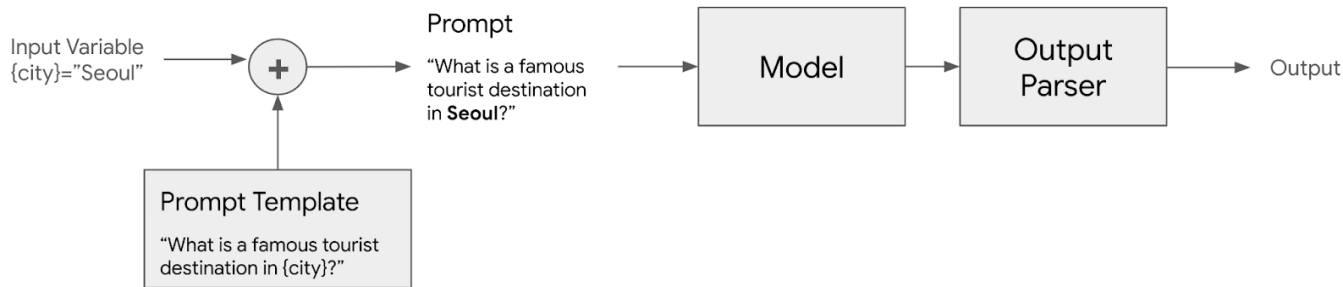 Input Variable
{city}=”Seoul”
+
Prompt
“What is a famous
tourist destination
in Seoul?”
Model
Output
Parser
Output
Prompt Template
“What is a famous tourist
destination in {city}?”